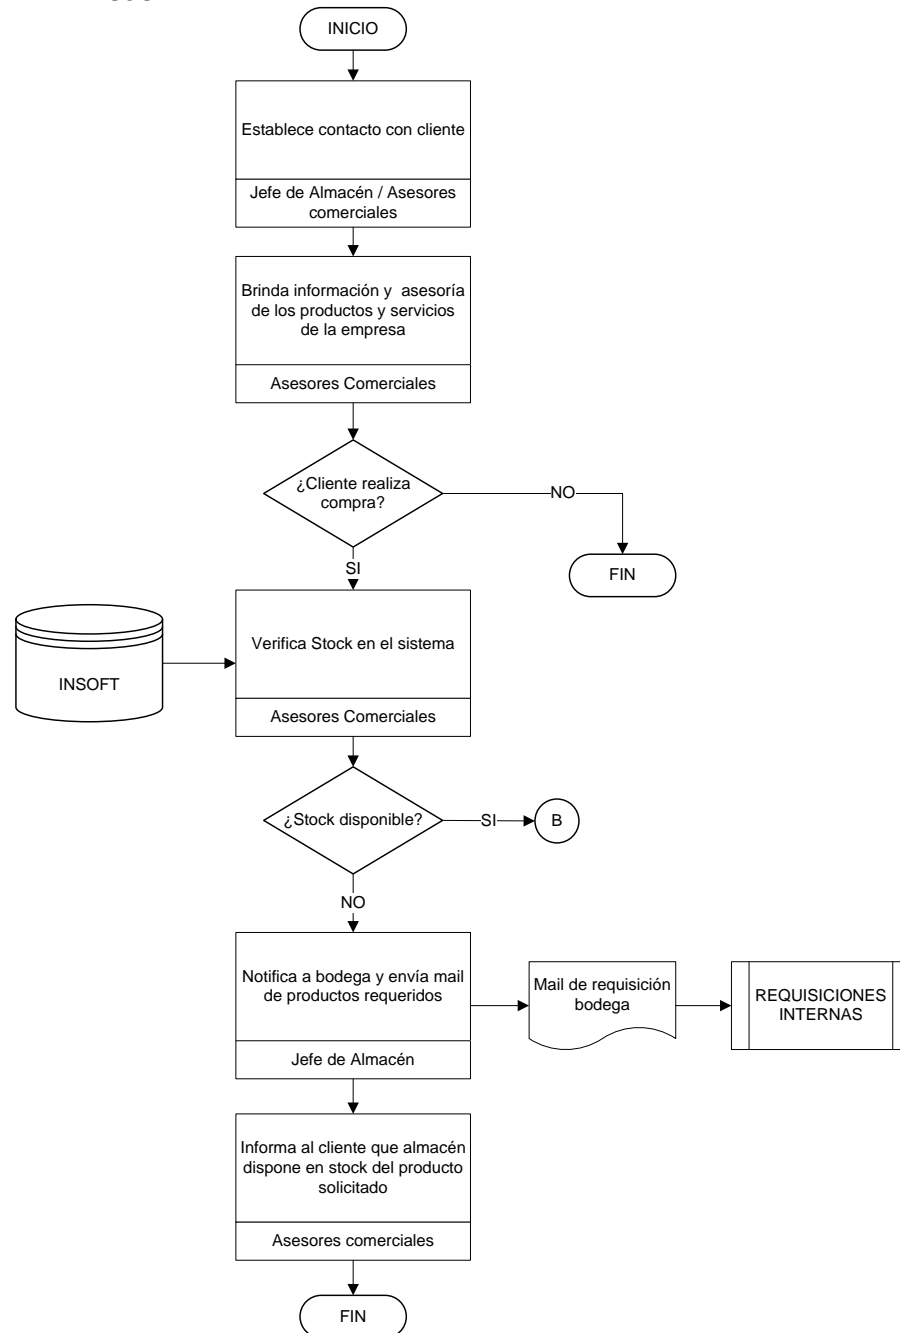 INICIO
Establece contacto con cliente
Jefe de Almacén / Asesores
comerciales
Brinda información y asesoría
de los productos y servicios
de la empresa
Asesores Comerciales
¿Cliente realiza
compra?
NO
FIN
SI
INSOFT
Verifica Stock en el sistema
Asesores Comerciales
¿Stock disponible?
SI
B
NO
Notifica a bodega y envía mail
de productos requeridos
Jefe de Almacén
Mail de requisición
bodega
REQUISICIONES
INTERNAS
Informa al cliente que almacén
dispone en stock del producto
solicitado
Asesores comerciales
FIN